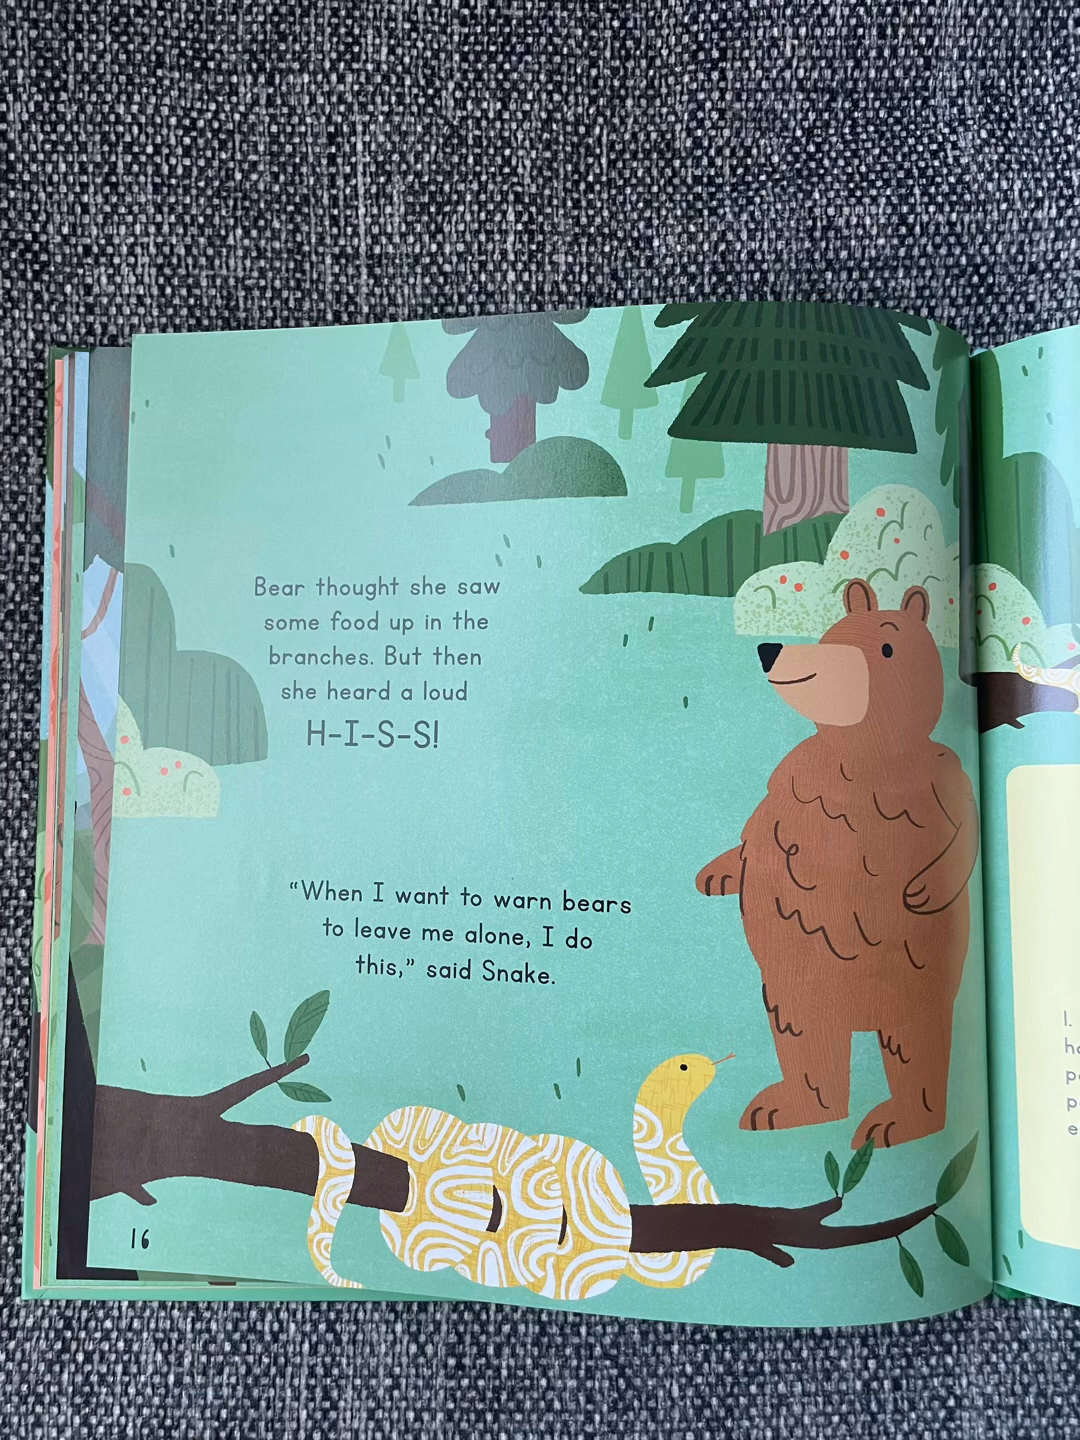 Bear thought she saw
some food up in the
branches. But then
she heard a loud
H-I-S-S!
“When I want to warn bears
to leave me alone, I do
this,” said Snake.
16
1.